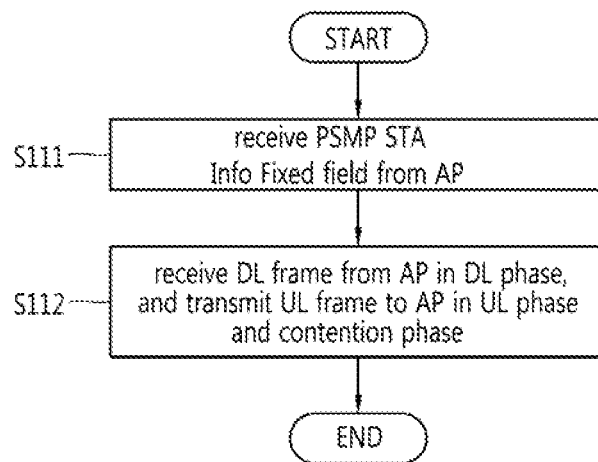 START
S111
receive PSMP STA
Info Fixed field from AP
S112
receive DL frame from AP in DL phase,
and transmit UL frame to AP in UL phase
and contention phase
END